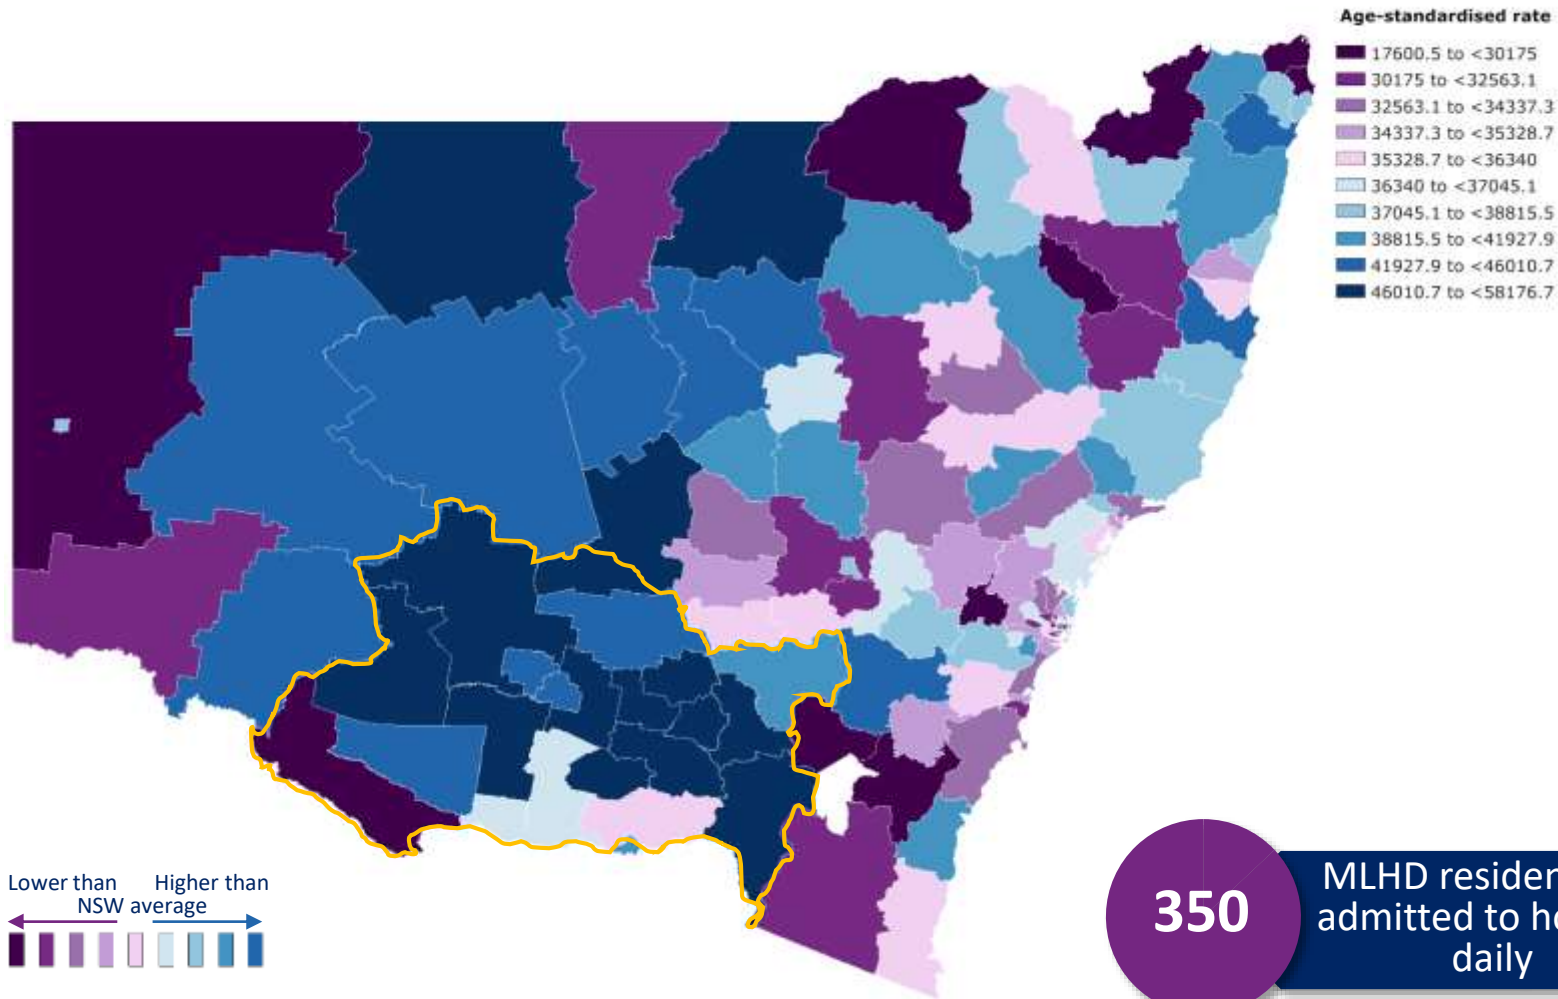 Age-standardised rate
17600.5 to <30175
30175 to <32563.1
32563.1 to <34337.3
34337.3 to <35328.7
35328.7 to <36340
36340 to <37045.1
37045.1 to <38815.5
38815.5 to <41927.9
41927.9 to <46010.7
46010.7 to <58176.7
Lower than Higher than
NSW average
350
MLHD residen
admitted to ho
daily